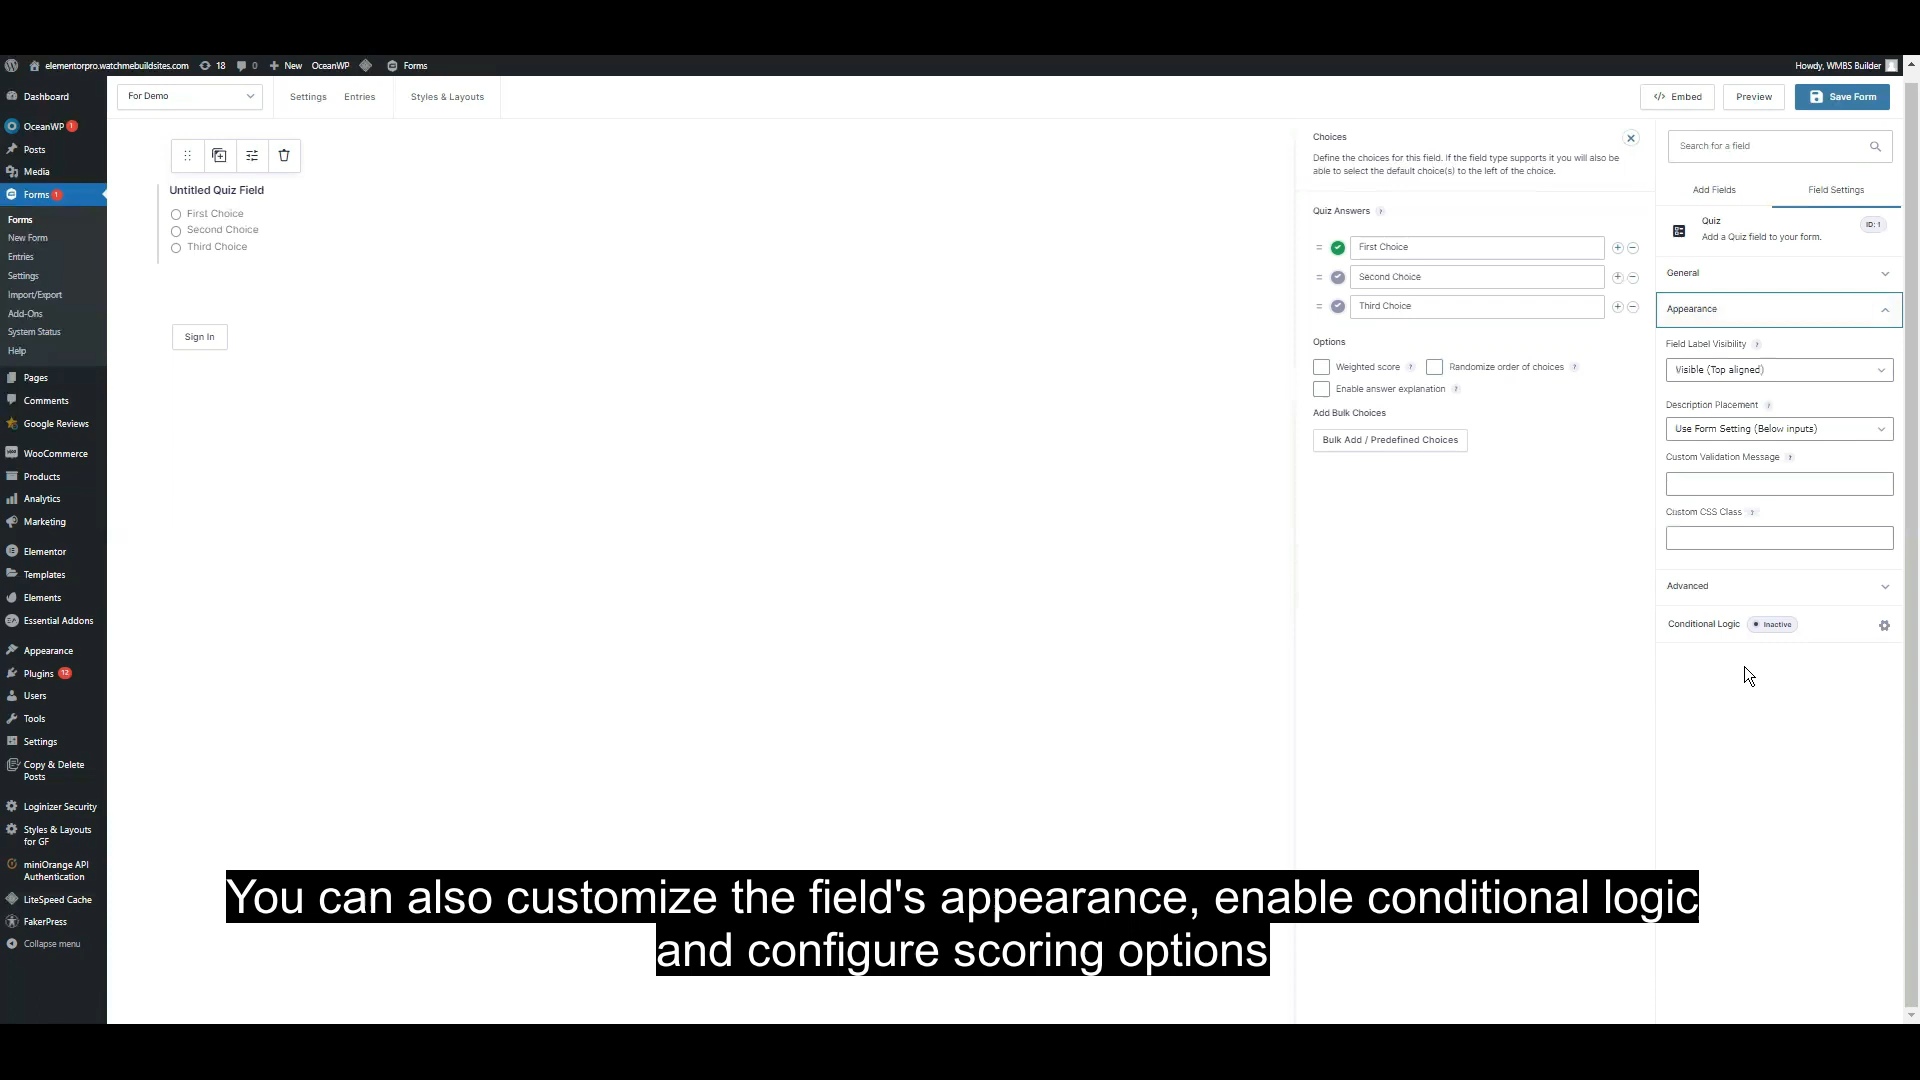 elementorpro.watchmebuildsites.com 18 0 New OceanWP Forms Howdy, WMBS Builder
Dashboard
OceanWP 1
Posts
Media
Forms 1
Forms
New Form
Entries
Settings
Import/Export
Add-Ons
System Status
Help
Pages
Comments
Google Reviews
WooCommerce
Products
Analytics
Marketing
Elementor
Templates
Elements
Essential Addons
Appearance
Plugins 12
Users
Tools
Settings
Copy & Delete
Posts
Loginizer Security
Styles & Layouts
for GF
miniOrange API
Authentication
LiteSpeed Cache
FakerPress
Collapse menu
For Demo Settings Entries Styles & Layouts </> Embed Preview Save Form
Untitled Quiz Field
First Choice
Second Choice
Third Choice
Sign In
Choices
Define the choices for this field. If the field type supports it you will also be
able to select the default choice(s) to the left of the choice.
Quiz Answers ?
First Choice
Second Choice
Third Choice
Options
Weighted score ? Randomize order of choices ?
Enable answer explanation ?
Add Bulk Choices
Bulk Add / Predefined Choices
Search for a field
Add Fields Field Settings
Quiz ID: 1
Add a Quiz field to your form.
General
Appearance
Field Label Visibility ?
Visible (Top aligned)
Description Placement ?
Use Form Setting (Below inputs)
Custom Validation Message ?
Custom CSS Class ?
Advanced
Conditional Logic Inactive
You can also customize the field's appearance, enable conditional logic
and configure scoring options